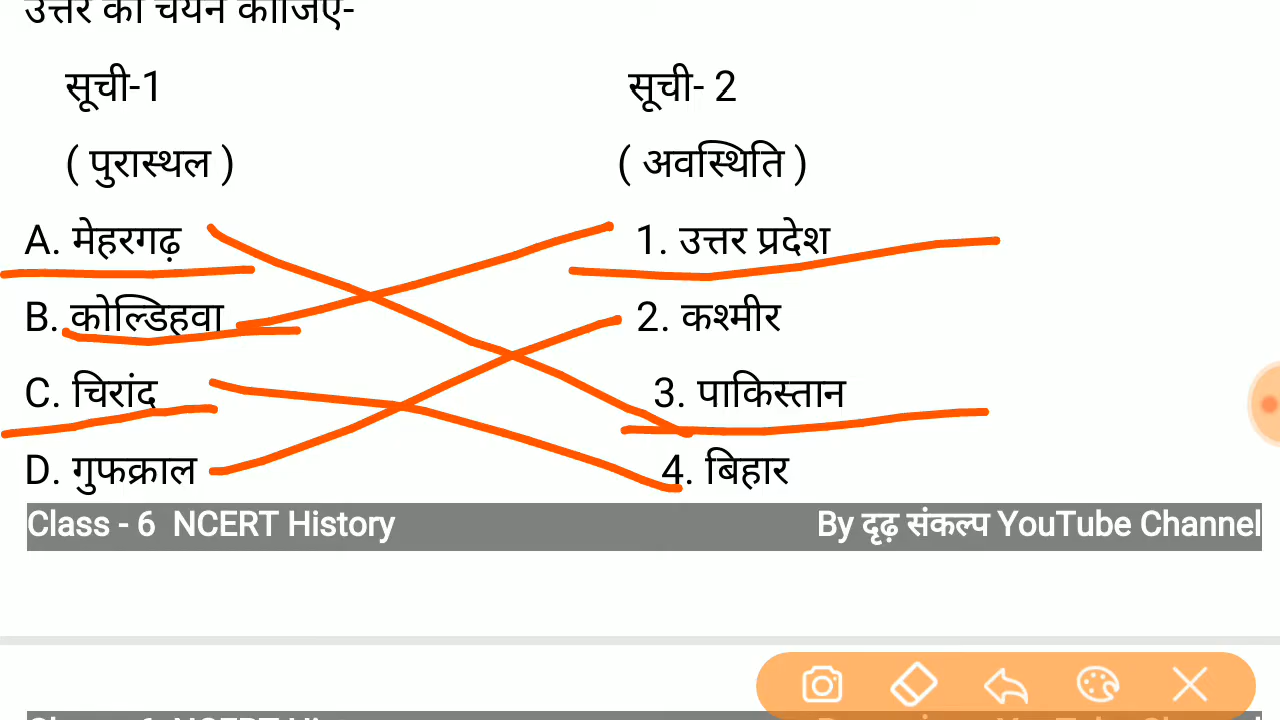 उत्तर का चयन कीजिए-
सूची-1 सूची- 2
( पुरास्थल ) ( अवस्थिति )
A. मेहरगढ़ 1. उत्तर प्रदेश
B. कोल्डिहवा 2. कश्मीर
C. चिरांद 3. पाकिस्तान
D. गुफक्राल 4. बिहार
Class - 6 NCERT History By दृढ़ संकल्प YouTube Channel